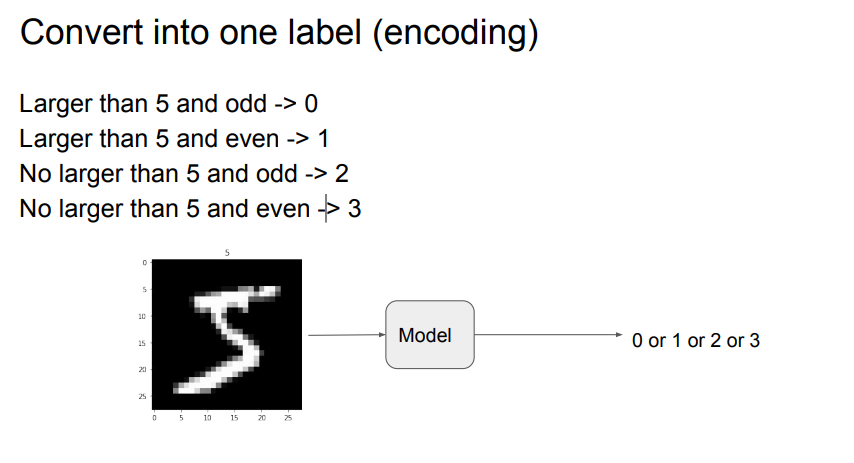 Convert into one label (encoding)
Larger than 5 and odd -> 0
Larger than 5 and even -> 1
No larger than 5 and odd -> 2
No larger than 5 and even -> 3
5
0
5
10
15
20
25
0 5 10 15 20 25
Model
0 or 1 or 2 or 3